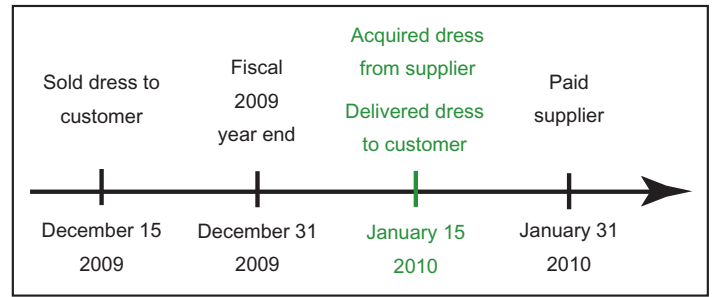 Sold dress to
customer
Fiscal
2009
year end
Acquired dress
from supplier
Delivered dress
to customer
Paid
supplier
December 15
2009
December 31
2009
January 15
2010
January 31
2010